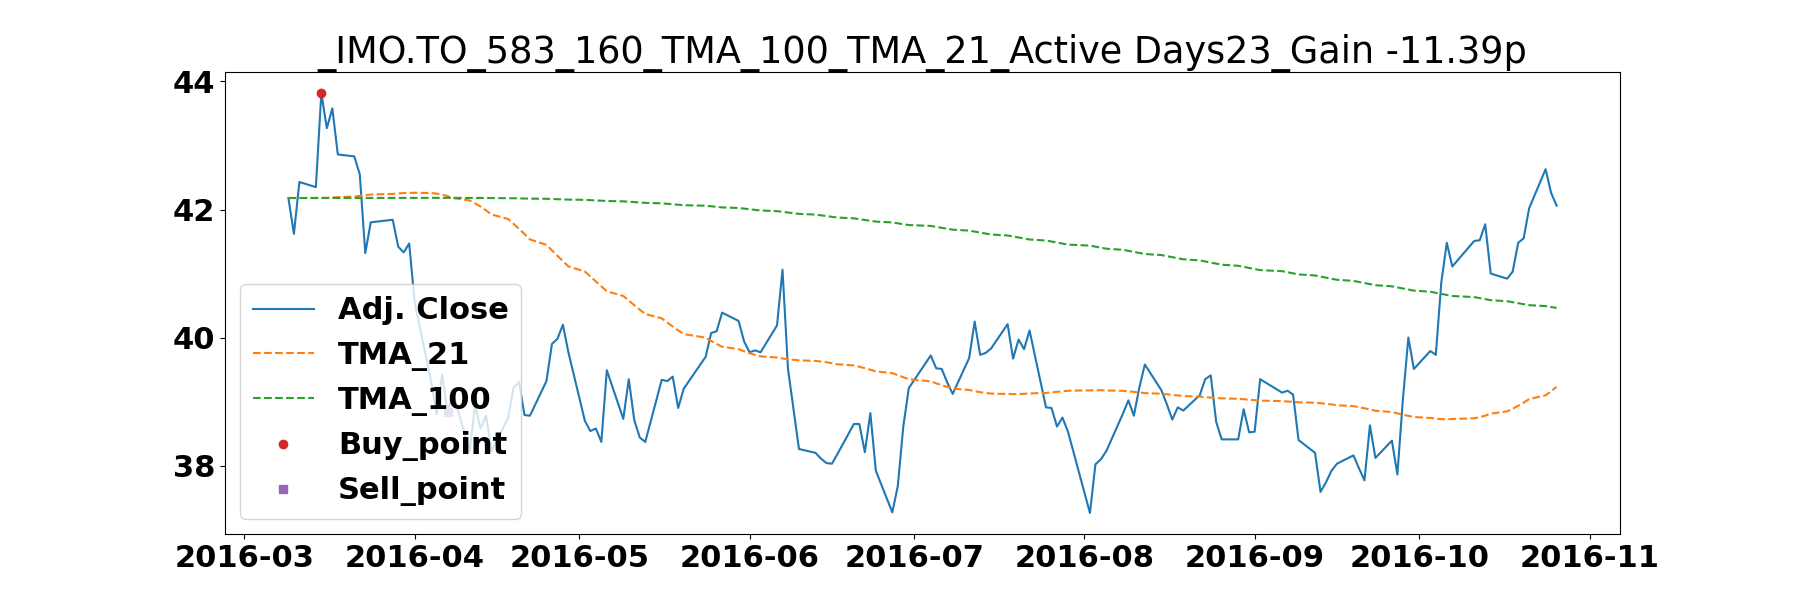 _IMO.TO_583_160_TMA_100_TMA_21_Active Days23_Gain -11.39p
44
42
40
38
Adj. Close
TMA_21
TMA_100
Buy_point
Sell_point
2016-03 2016-04 2016-05 2016-06 2016-07 2016-08 2016-09 2016-10 2016-11